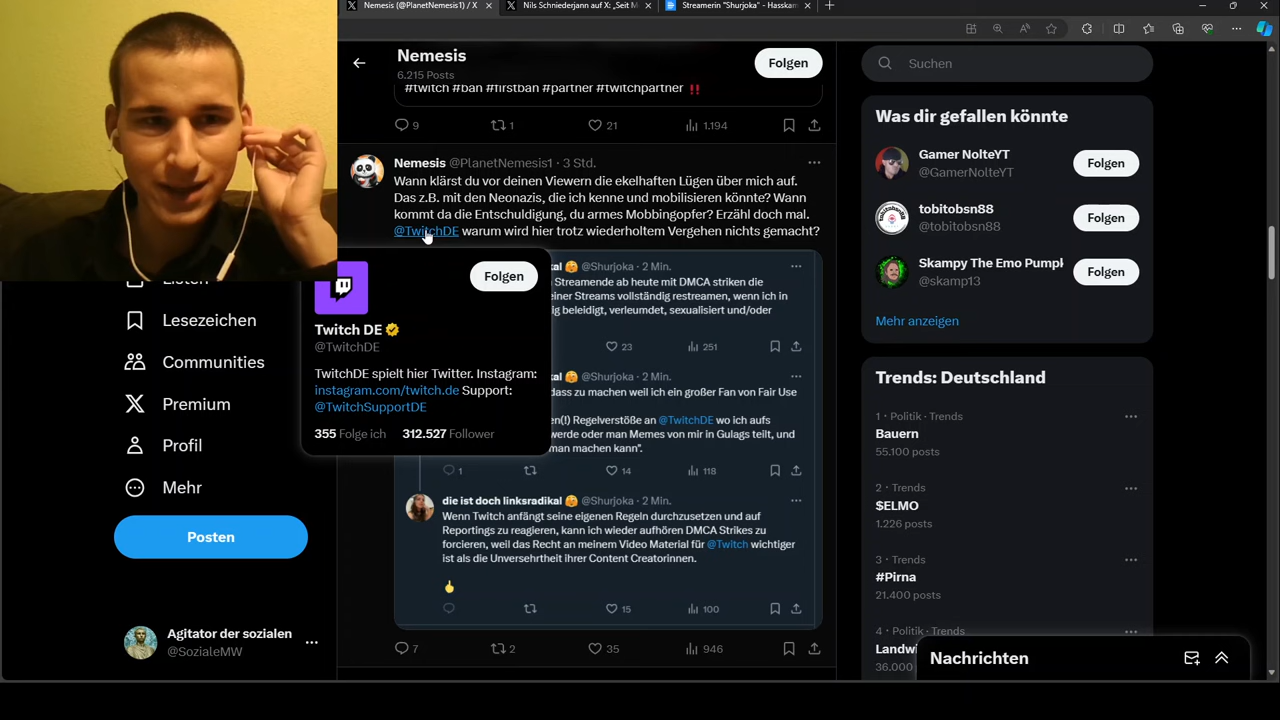 Nemesis (@PlanetNemesis1) / X
Nils Schniederjann auf X: „Seit M
Streamerin "Shurjoka" - Hasskam
Nemesis
6.215 Posts
Folgen
#twitch #ban #firstban #partner #twitchpartner ‼️
9
1
21
1.194
Nemesis @PlanetNemesis1 · 3 Std.
Wann klärst du vor deinen Viewern die ekelhaften Lügen über mich auf.
Das z.B. mit den Neonazis, die ich kenne und mobilisieren könnte? Wann
kommt da die Entschuldigung, du armes Mobbingopfer? Erzähl doch mal.
@TwitchDE warum wird hier trotz wiederholtem Vergehen nichts gemacht?
Folgen
Twitch DE
@TwitchDE
TwitchDE spielt hier Twitter. Instagram:
instagram.com/twitch.de Support:
@TwitchSupportDE
355 Folge ich 312.527 Follower
@Shurjoka · 2 Min.
Streamende ab heute mit DMCA striken die
einer Streams vollständig restreamen, wenn ich in
ig beleidigt, verleumdet, sexualisiert und/oder
23
251
@Shurjoka · 2 Min.
dass zu machen weil ich ein großer Fan von Fair Use
en(!) Regelverstöße an @TwitchDE wo ich aufs
werde oder man Memes von mir in Gulags teilt, und
man machen kann".
1
14
118
die ist doch linksradikal @Shurjoka · 2 Min.
Wenn Twitch anfängt seine eigenen Regeln durchzusetzen und auf
Reportings zu reagieren, kann ich wieder aufhören DMCA Strikes zu
forcieren, weil das Recht an meinem Video Material für @Twitch wichtiger
ist als die Unversehrtheit ihrer Content Creatorinnen.
15
100
7
2
35
946
Listen
Lesezeichen
Communities
Premium
Profil
Mehr
Posten
Agitator der sozialen
@SozialeMW
Suchen
Was dir gefallen könnte
Gamer NolteYT
@GamerNolteYT
Folgen
tobitobsn88
@tobitobsn88
Folgen
Skampy The Emo Pumpk
@skamp13
Folgen
Mehr anzeigen
Trends: Deutschland
1 · Politik · Trends
Bauern
55.100 posts
2 · Trends
$ELMO
1.226 posts
3 · Trends
#Pirna
21.400 posts
4 · Politik · Trends
Landwi
36.000
Nachrichten